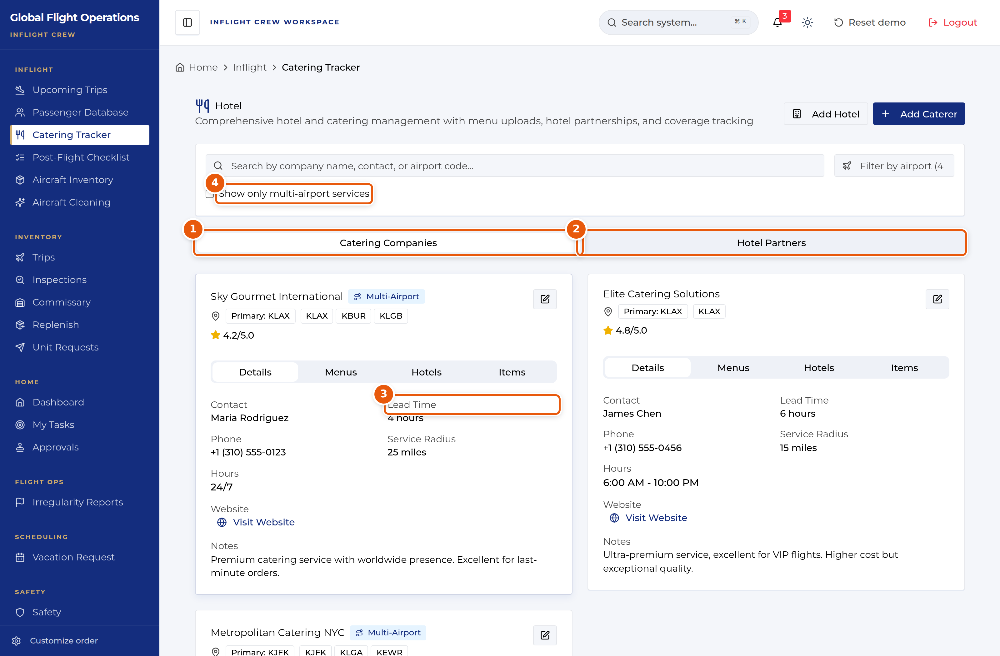 Global Flight Operations
INFLIGHT CREW
INFLIGHT
Upcoming Trips
Passenger Database
Catering Tracker
Post-Flight Checklist
Aircraft Inventory
Aircraft Cleaning
INVENTORY
Trips
Inspections
Commissary
Replenish
Unit Requests
HOME
Dashboard
My Tasks
Approvals
FLIGHT OPS
Irregularity Reports
SCHEDULING
Vacation Request
SAFETY
Safety
Customize order
INFLIGHT CREW WORKSPACE
Search system... ⌘ K
3
Reset demo
Logout
Home > Inflight > Catering Tracker
Hotel
Comprehensive hotel and catering management with menu uploads, hotel partnerships, and coverage tracking
Add Hotel
+ Add Caterer
Search by company name, contact, or airport code...
Filter by airport (4
4
Show only multi-airport services
1
Catering Companies
2
Hotel Partners
Sky Gourmet International Multi-Airport
Primary: KLAX KLAX KBUR KLGB
4.2/5.0
Details Menus Hotels Items
3
Contact Lead Time
Maria Rodriguez 4 hours
Phone Service Radius
+1 (310) 555-0123 25 miles
Hours
24/7
Website
Visit Website
Notes
Premium catering service with worldwide presence. Excellent for last-
minute orders.
Elite Catering Solutions
Primary: KLAX KLAX
4.8/5.0
Details Menus Hotels Items
Contact Lead Time
James Chen 6 hours
Phone Service Radius
+1 (310) 555-0456 15 miles
Hours
6:00 AM - 10:00 PM
Website
Visit Website
Notes
Ultra-premium service, excellent for VIP flights. Higher cost but
exceptional quality.
Metropolitan Catering NYC Multi-Airport
Primary: KJFK KJFK KLGA KEWR